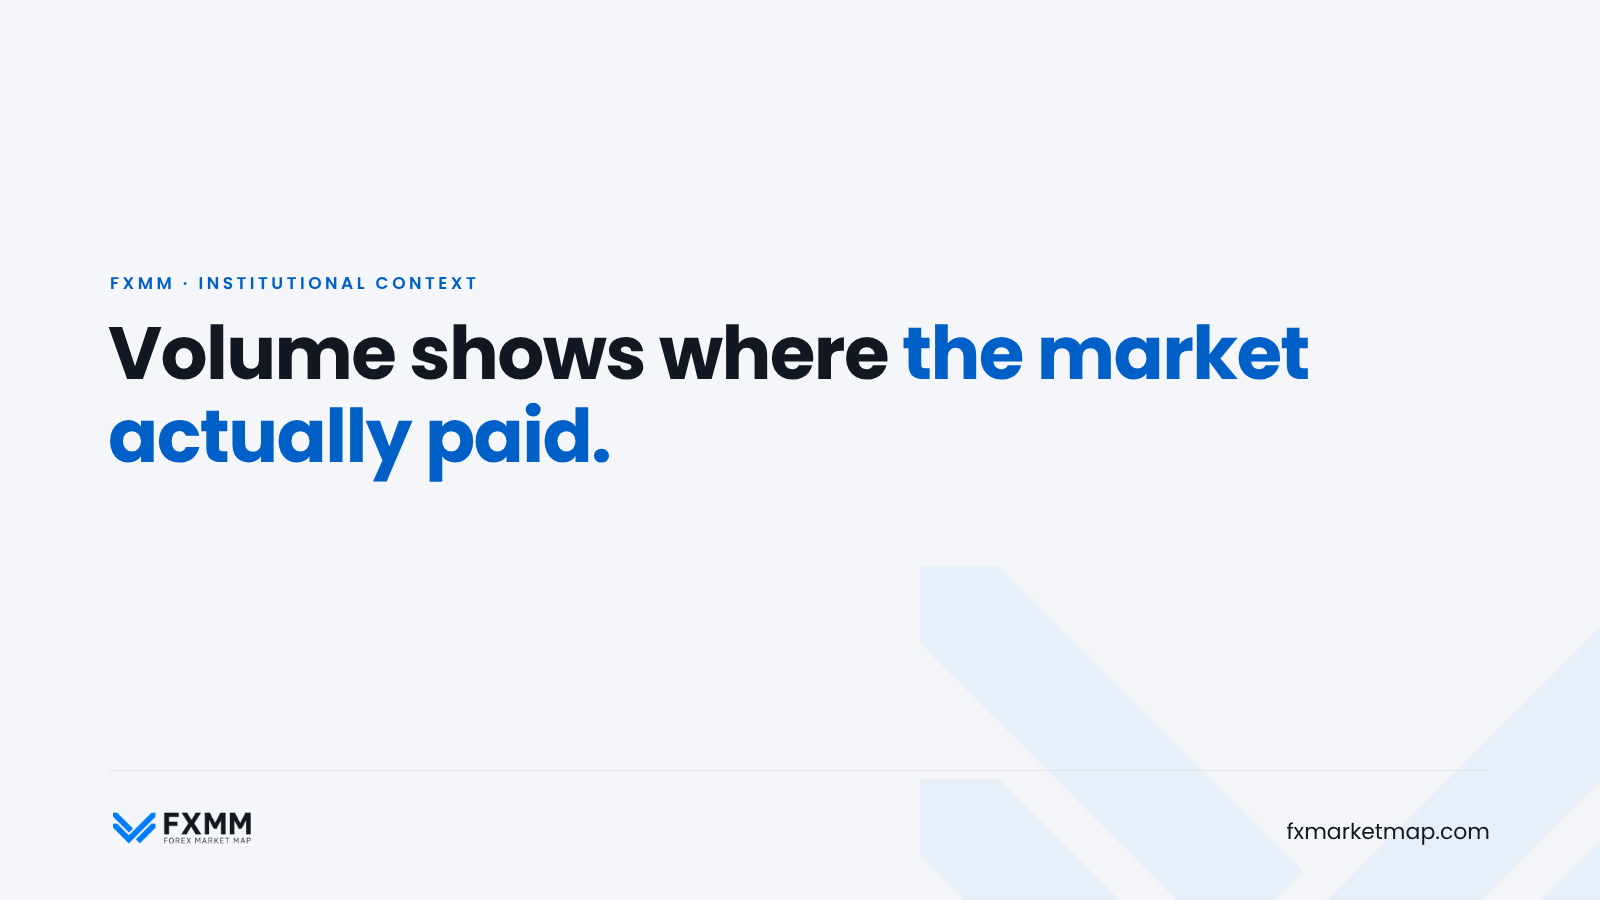 FXMM · INSTITUTIONAL CONTEXT
Volume shows where the market
actually paid.
FXMM
FOREX MARKET MAP
fxmarketmap.com